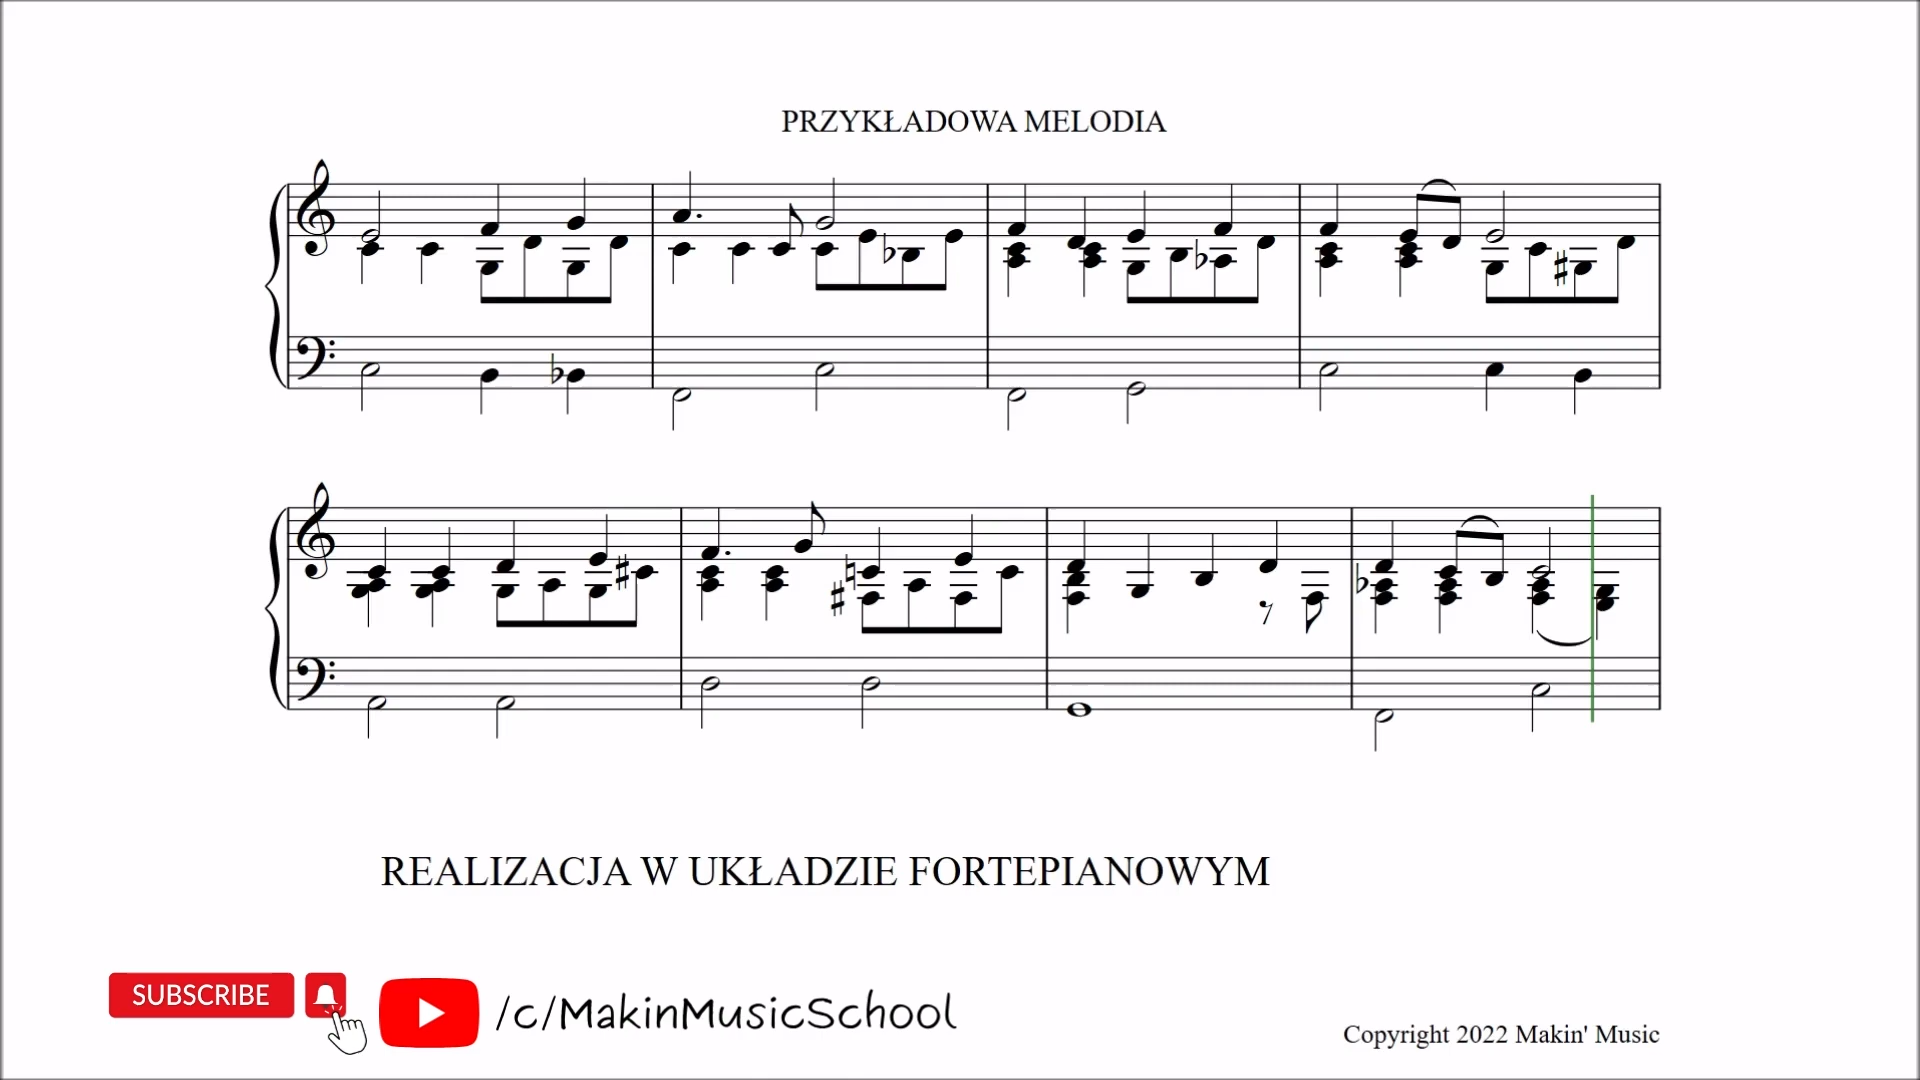 PRZYKŁADOWA MELODIA
REALIZACJA W UKŁADZIE FORTEPIANOWYM
SUBSCRIBE
/c/MakinMusicSchool
Copyright 2022 Makin' Music